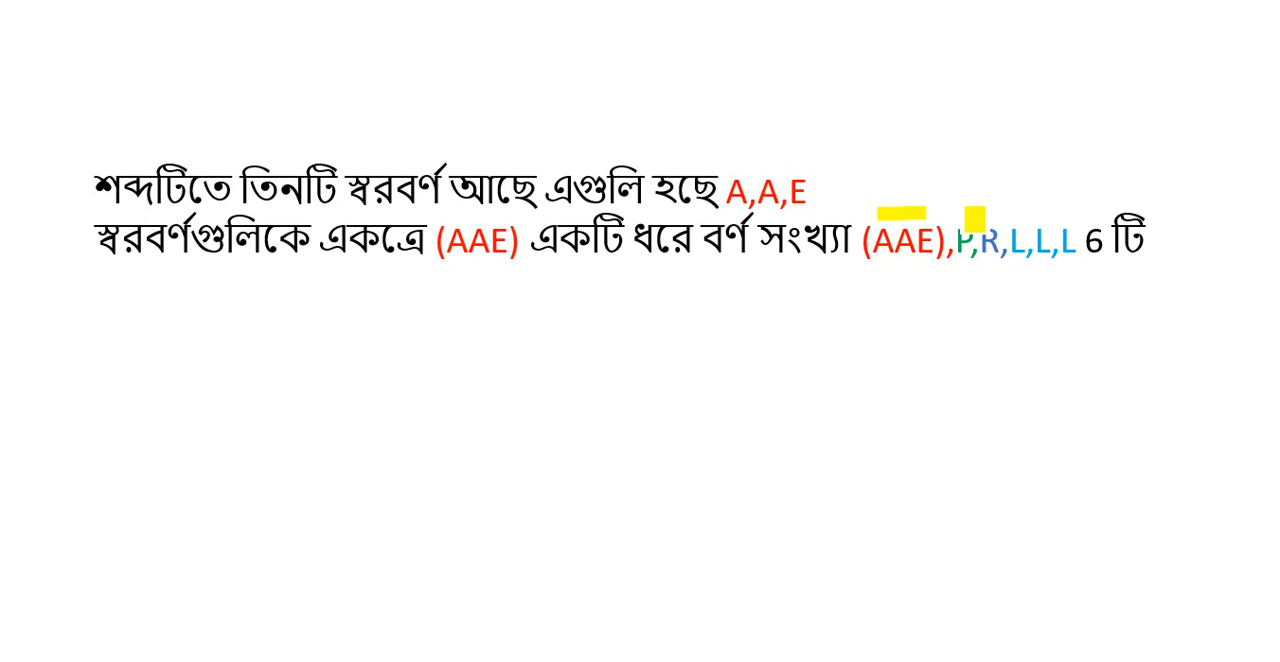 শব্দটিতে তিনটি স্বরবর্ণ আছে এগুলি হছে A,A,E
স্বরবর্ণগুলিকে একত্রে (AAE) একটি ধরে বর্ণ সংখ্যা (AAE),P,R,L,L,L 6 টি